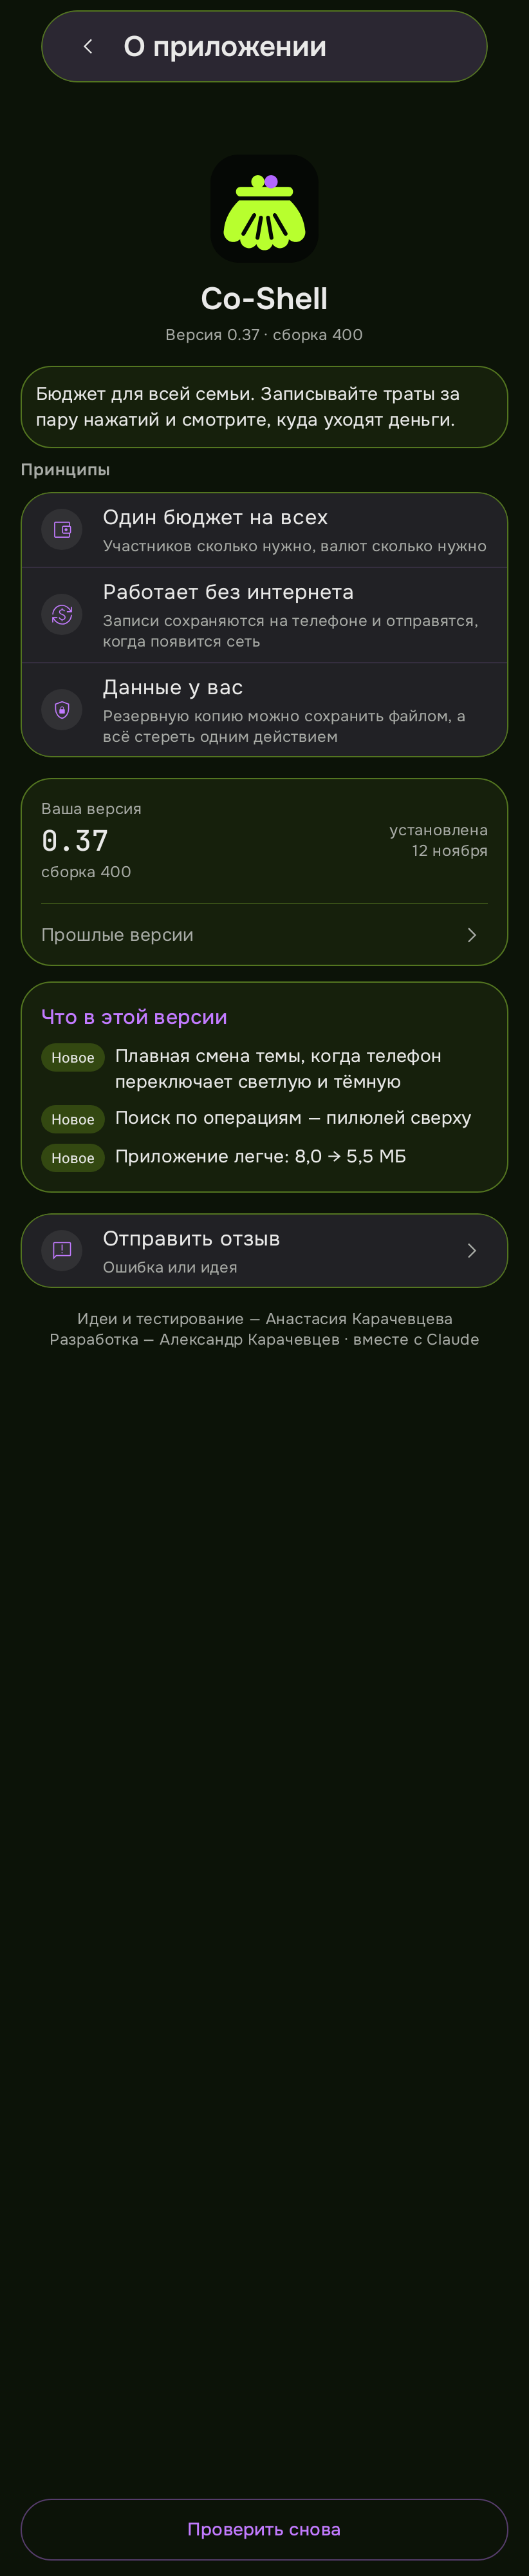 О приложении
Co-Shell
Версия 0.37 · сборка 400
Бюджет для всей семьи. Записывайте траты за
пару нажатий и смотрите, куда уходят деньги.
Принципы
Один бюджет на всех
Участников сколько нужно, валют сколько нужно
Работает без интернета
Записи сохраняются на телефоне и отправятся,
когда появится сеть
Данные у вас
Резервную копию можно сохранить файлом, а
всё стереть одним действием
Ваша версия
0.37
сборка 400
установлена
12 ноября
Прошлые версии
Что в этой версии
Новое Плавная смена темы, когда телефон
переключает светлую и тёмную
Новое Поиск по операциям — пилюлей сверху
Новое Приложение легче: 8,0 → 5,5 МБ
Отправить отзыв
Ошибка или идея
Идеи и тестирование — Анастасия Карачевцева
Разработка — Александр Карачевцев · вместе с Claude
Проверить снова